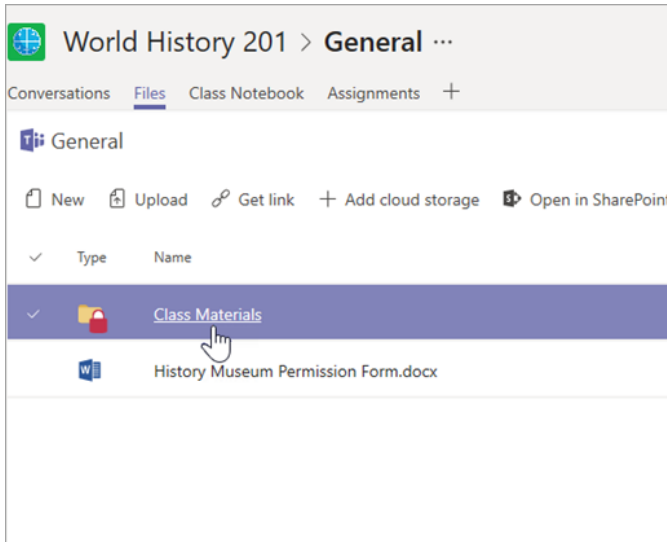 World History 201 > General ...
Conversations Files Class Notebook Assignments +
General
New Upload Get link + Add cloud storage Open in SharePoint
Type Name
Class Materials
History Museum Permission Form.docx